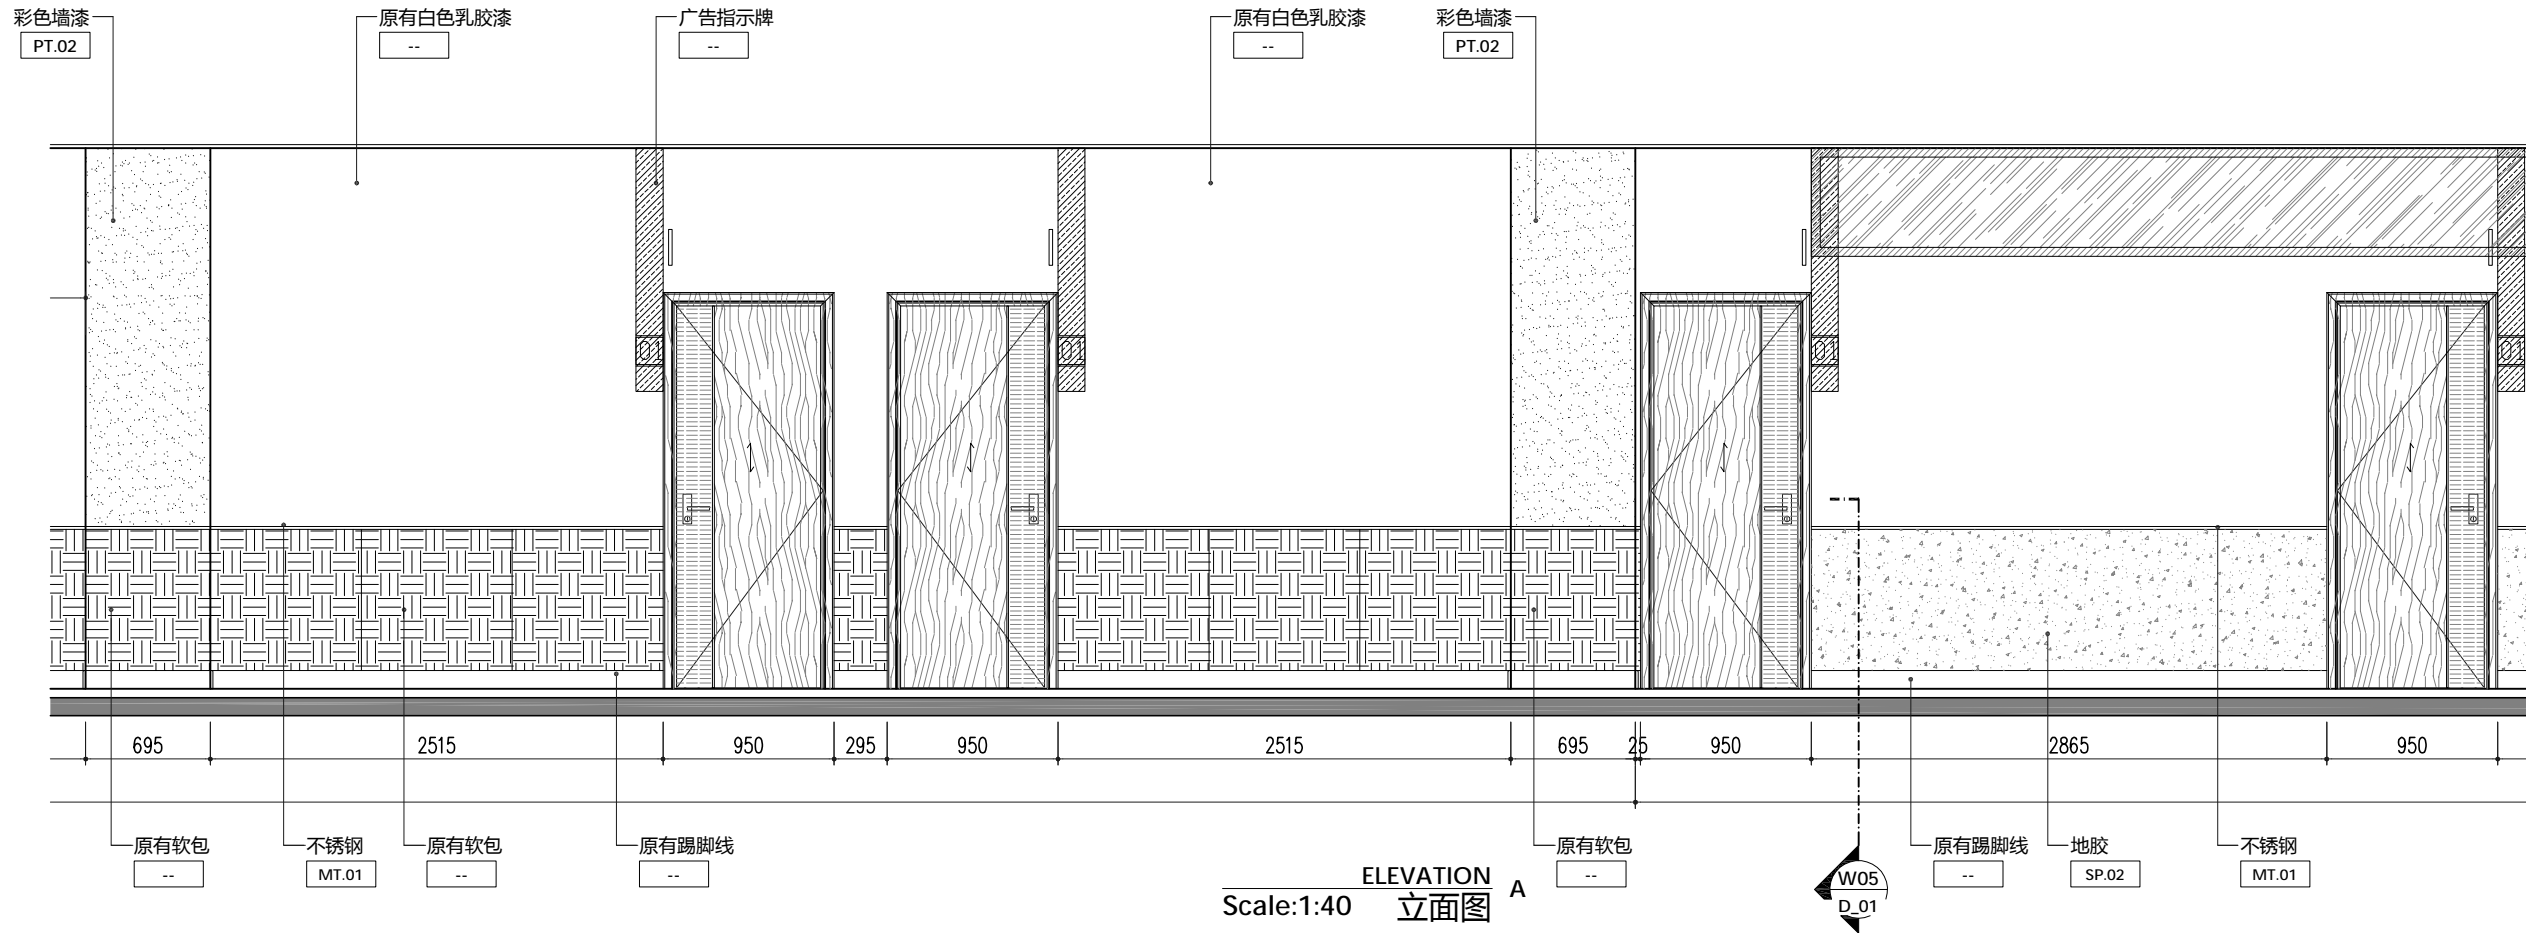 彩色墙漆
PT.02
原有白色乳胶漆
--
广告指示牌
--
原有白色乳胶漆
--
彩色墙漆
PT.02
01
01
01
01
695
2515
950
295
950
2515
695
25
950
2865
950
原有软包
--
不锈钢
MT.01
原有软包
--
原有踢脚线
--
原有软包
--
原有踢脚线
--
地胶
SP.02
不锈钢
MT.01
ELEVATION
A
Scale:1:40 立面图
W05
D_01